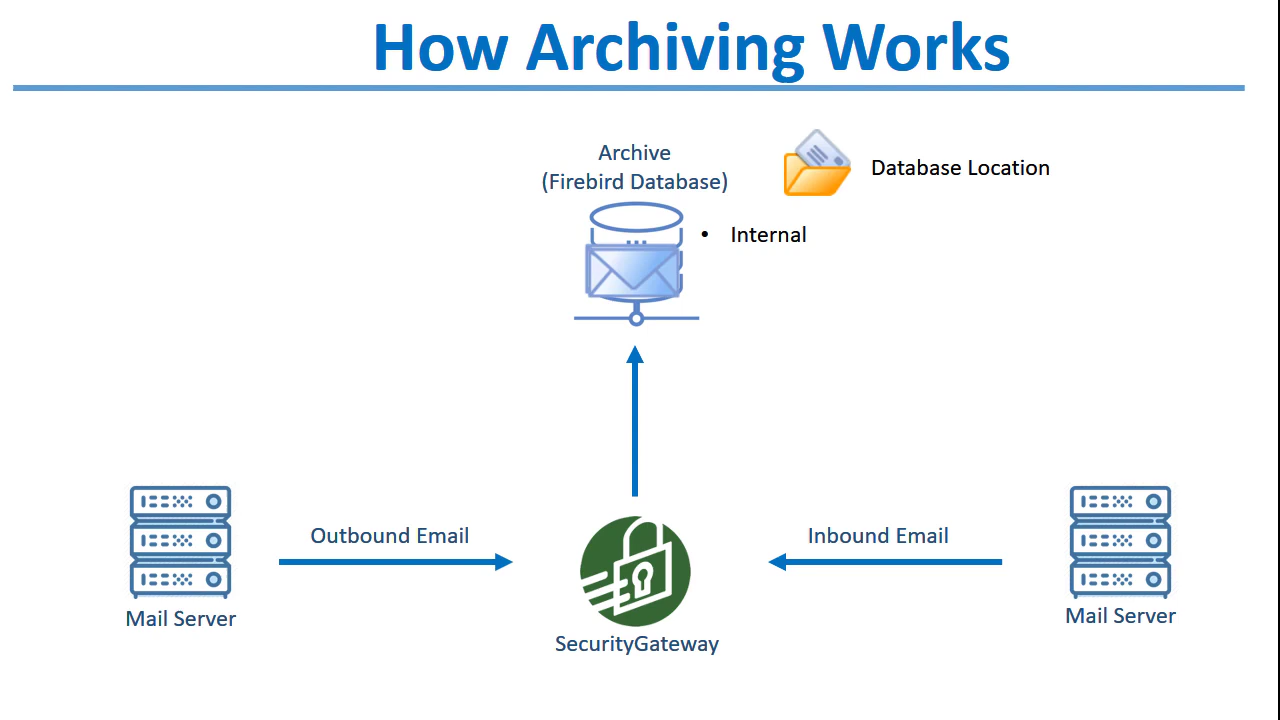 How Archiving Works
Archive
(Firebird Database)
Database Location
• Internal
Outbound Email
Inbound Email
Mail Server
Mail Server
SecurityGateway